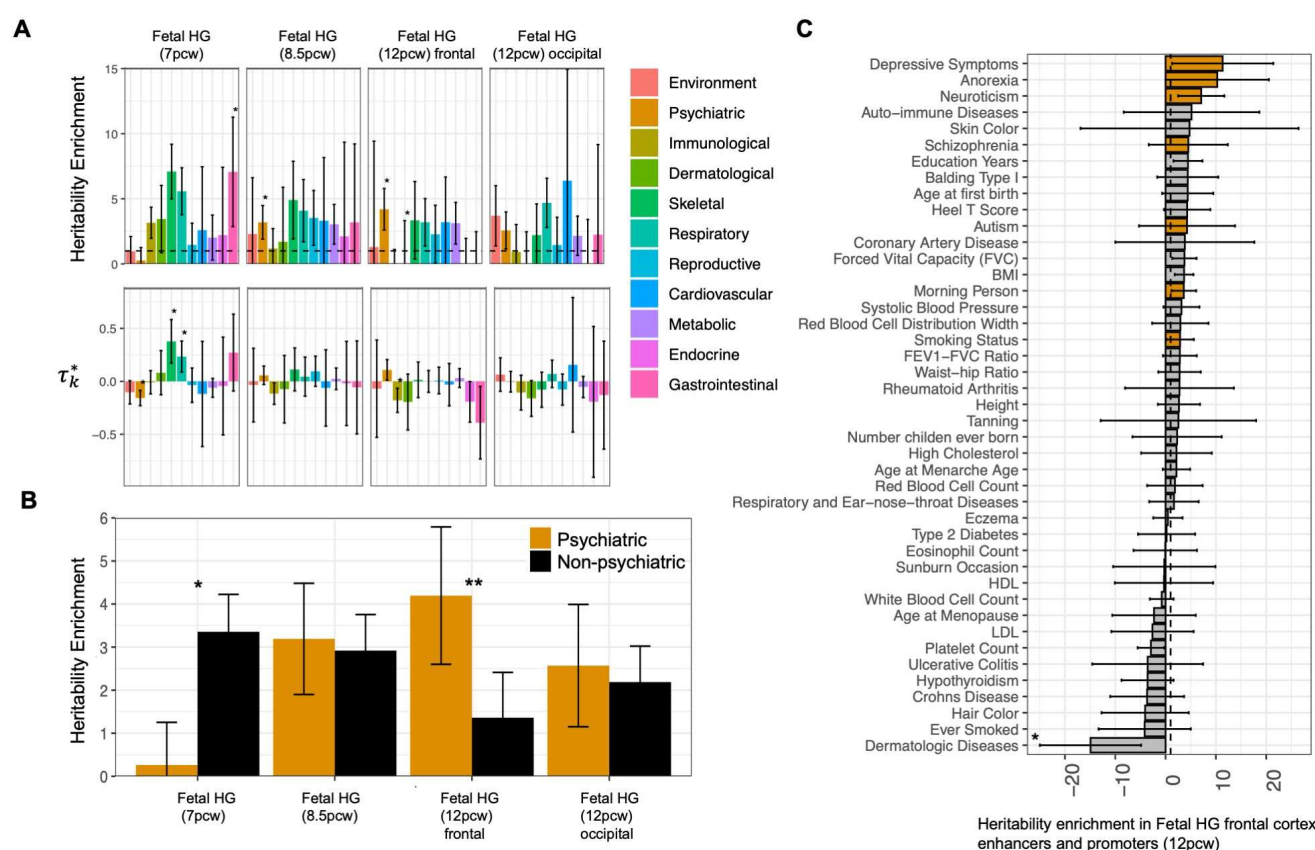 A
Fetal HG
(7pcw)
Fetal HG
(8.5pcw)
Fetal HG
(12pcw) frontal
Fetal HG
(12pcw) occipital
Heritability Enrichment
15
10
5
0
*
*
*
*
τ*k
0.5
0.0
−0.5
*
*
*
Environment
Psychiatric
Immunological
Dermatological
Skeletal
Respiratory
Reproductive
Cardiovascular
Metabolic
Endocrine
Gastrointestinal
B
Heritability Enrichment
6
5
4
3
2
1
0
*
**
Psychiatric
Non-psychiatric
Fetal HG
(7pcw)
Fetal HG
(8.5pcw)
Fetal HG
(12pcw)
frontal
Fetal HG
(12pcw)
occipital
C
Depressive Symptoms
Anorexia
Neuroticism
Auto−immune Diseases
Skin Color
Schizophrenia
Education Years
Balding Type I
Age at first birth
Heel T Score
Autism
Coronary Artery Disease
Forced Vital Capacity (FVC)
BMI
Morning Person
Systolic Blood Pressure
Red Blood Cell Distribution Width
Smoking Status
FEV1−FVC Ratio
Waist−hip Ratio
Rheumatoid Arthritis
Height
Tanning
Number childen ever born
High Cholesterol
Age at Menarche Age
Red Blood Cell Count
Respiratory and Ear−nose−throat Diseases
Eczema
Type 2 Diabetes
Eosinophil Count
Sunburn Occasion
HDL
White Blood Cell Count
Age at Menopause
LDL
Platelet Count
Ulcerative Colitis
Hypothyroidism
Crohns Disease
Hair Color
Ever Smoked
Dermatologic Diseases
*
−20
−10
0
10
20
Heritability enrichment in Fetal HG frontal cortex
enhancers and promoters (12pcw)